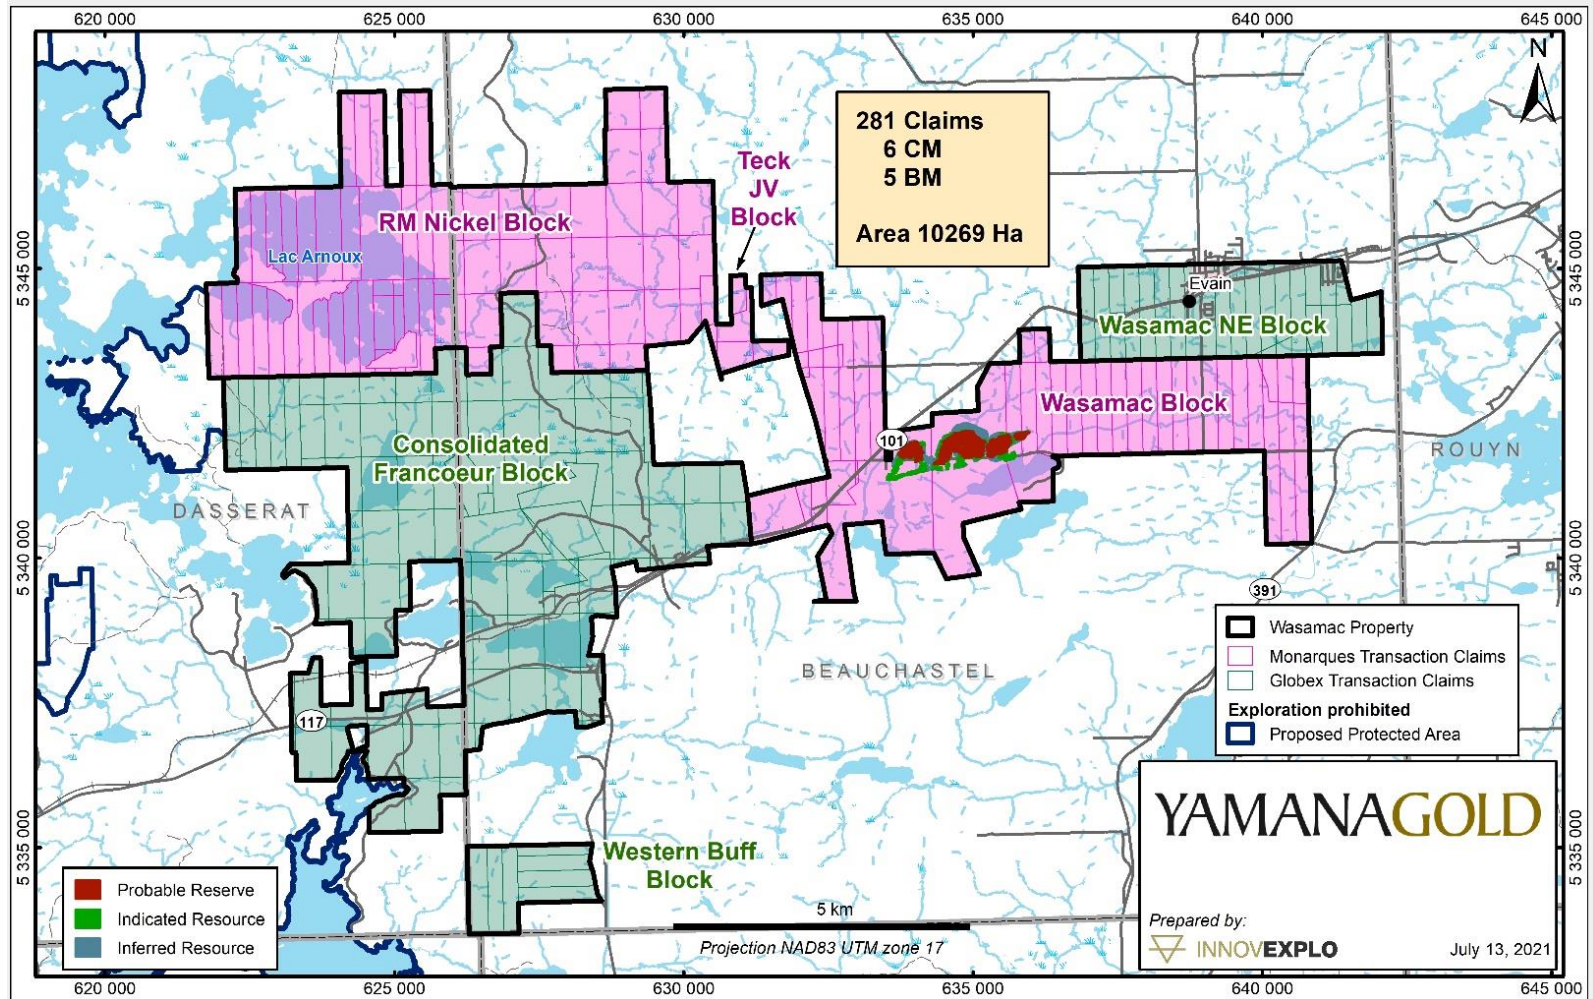 620 000
625 000
630 000
635 000
640 000
645 000
N
281 Claims
6 CM
5 BM
Area 10269 Ha
Teck
JV
Block
RM Nickel Block
Lac Arnoux
5 345 000
5 345 000
Evain
Wasamac NE Block
Wasamac Block
101
Consolidated
Francoeur Block
ROUYN
DASSERAT
5 340 000
5 340 000
391
BEAUCHASTEL
117
Wasamac Property
Monarques Transaction Claims
Globex Transaction Claims
Exploration prohibited
Proposed Protected Area
YAMANAGOLD
5 335 000
5 335 000
Western Buff
Block
Probable Reserve
Indicated Resource
Inferred Resource
5 km
Projection NAD83 UTM zone 17
Prepared by:
INNOVEXPLO
July 13, 2021
620 000
625 000
630 000
635 000
640 000
645 000